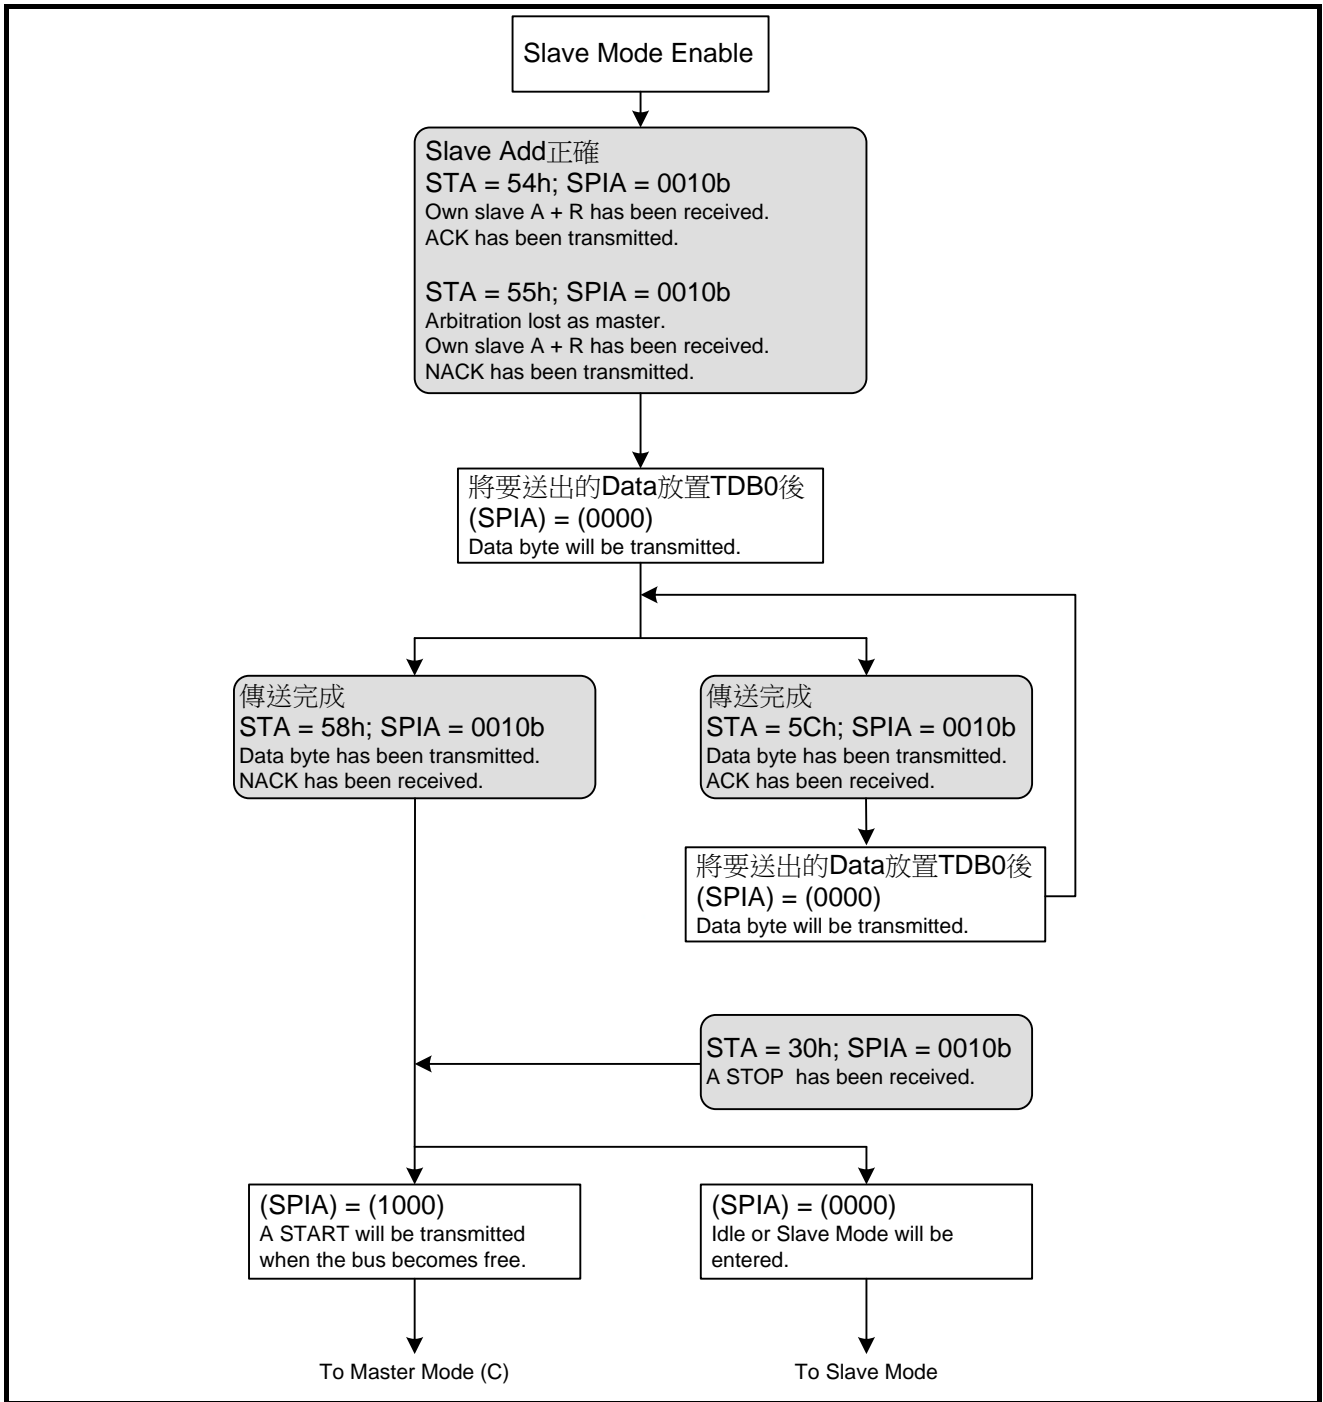 Slave Mode Enable
Slave Add正確
STA = 54h; SPIA = 0010b
Own slave A + R has been received.
ACK has been transmitted.
STA = 55h; SPIA = 0010b
Arbitration lost as master.
Own slave A + R has been received.
NACK has been transmitted.
將要送出的Data放置TDB0後
(SPIA) = (0000)
Data byte will be transmitted.
傳送完成
STA = 58h; SPIA = 0010b
Data byte has been transmitted.
NACK has been received.
傳送完成
STA = 5Ch; SPIA = 0010b
Data byte has been transmitted.
ACK has been received.
將要送出的Data放置TDB0後
(SPIA) = (0000)
Data byte will be transmitted.
STA = 30h; SPIA = 0010b
A STOP  has been received.
(SPIA) = (1000)
A START will be transmitted
when the bus becomes free.
(SPIA) = (0000)
Idle or Slave Mode will be
entered.
To Master Mode (C)
To Slave Mode